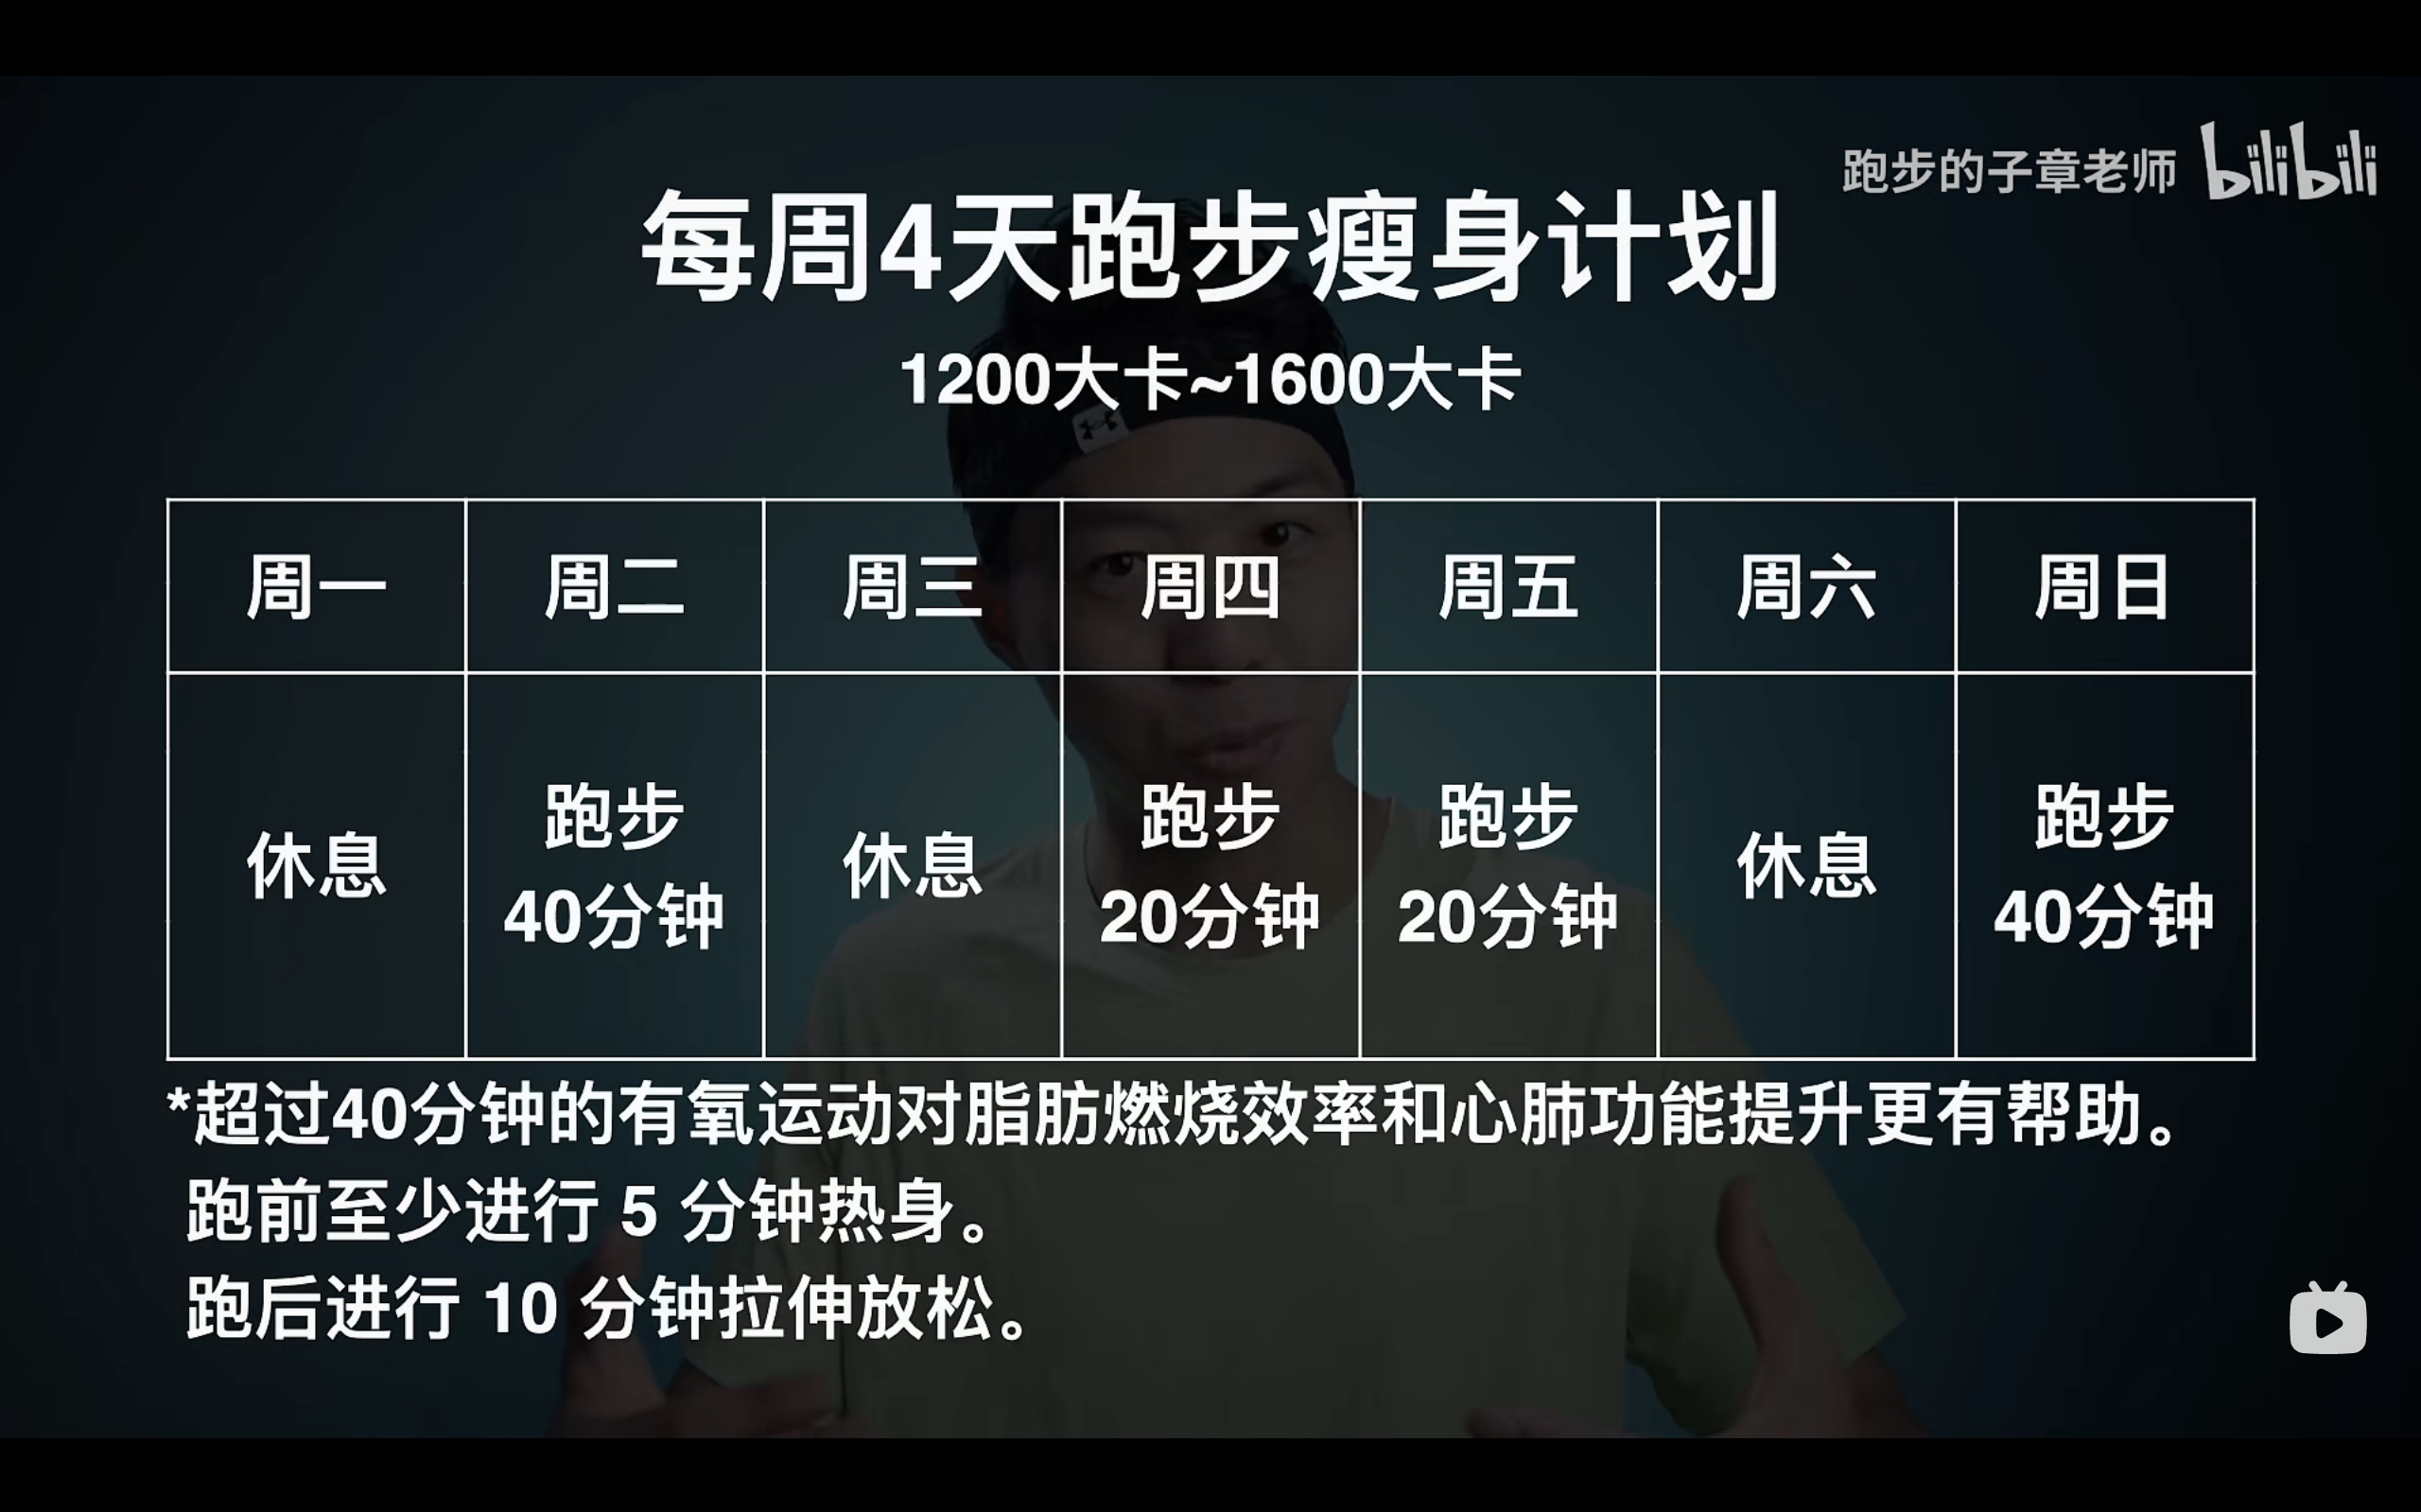 跑步的子章老师 bilibili
每周4天跑步瘦身计划
1200大卡~1600大卡
周一 周二 周三 周四 周五 周六 周日
休息 跑步 40分钟 休息 跑步 20分钟 跑步 20分钟 休息 跑步 40分钟
*超过40分钟的有氧运动对脂肪燃烧效率和心肺功能提升更有帮助。
跑前至少进行 5 分钟热身。
跑后进行 10 分钟拉伸放松。